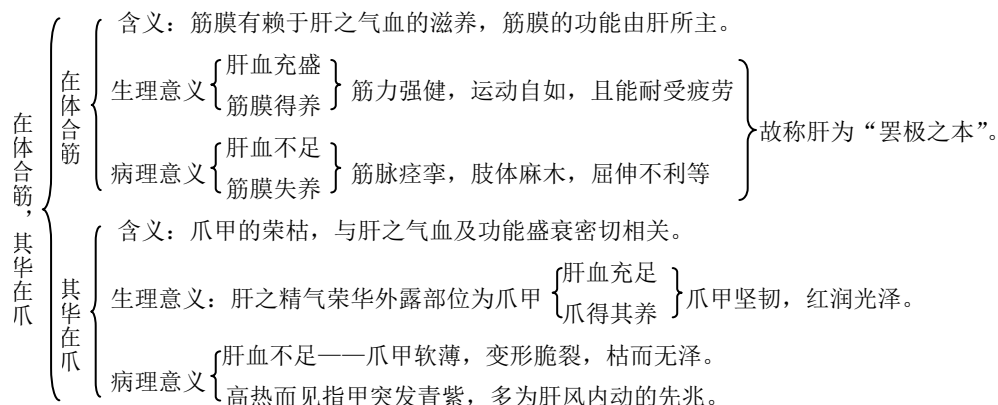 在体合筋，其华在爪
在体合筋
含义：筋膜有赖于肝之气血的滋养，筋膜的功能由肝所主。
生理意义
肝血充盛
筋膜得养
筋力强健，运动自如，且能耐受疲劳
病理意义
肝血不足
筋膜失养
筋脉痉挛，肢体麻木，屈伸不利等
故称肝为“罢极之本”。
其华在爪
含义：爪甲的荣枯，与肝之气血及功能盛衰密切相关。
生理意义：肝之精气荣华外露部位为爪甲
肝血充足
爪得其养
爪甲坚韧，红润光泽。
病理意义
肝血不足——爪甲软薄，变形脆裂，枯而无泽。
高热而见指甲突发青紫，多为肝风内动的先兆。